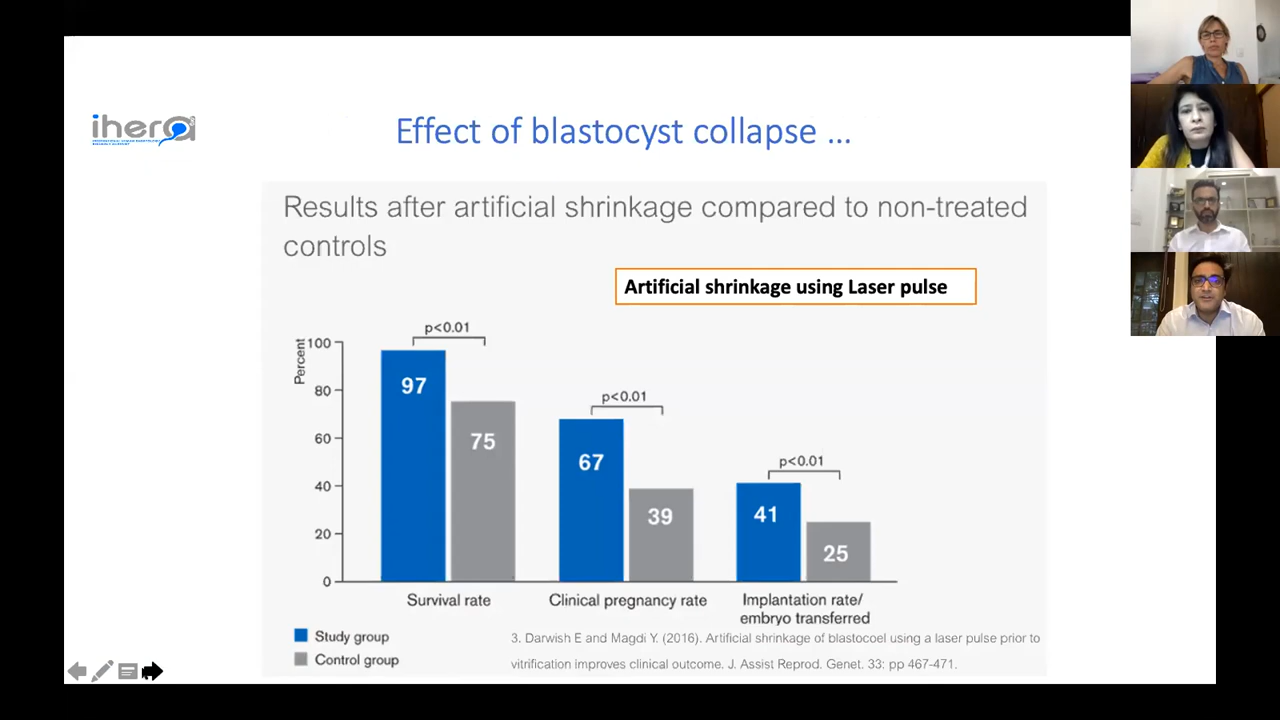 ihera
Effect of blastocyst collapse ...
Results after artificial shrinkage compared to non-treated
controls
Artificial shrinkage using Laser pulse
Percent
100
80
60
40
20
0
p<0.01
97
75
Survival rate
p<0.01
67
39
Clinical pregnancy rate
p<0.01
41
25
Implantation rate/
embryo transferred
Study group
Control group
3. Darwish E and Magdi Y. (2016). Artificial shrinkage of blastocoel using a laser pulse prior to
vitrification improves clinical outcome. J. Assist Reprod. Genet. 33: pp 467-471.